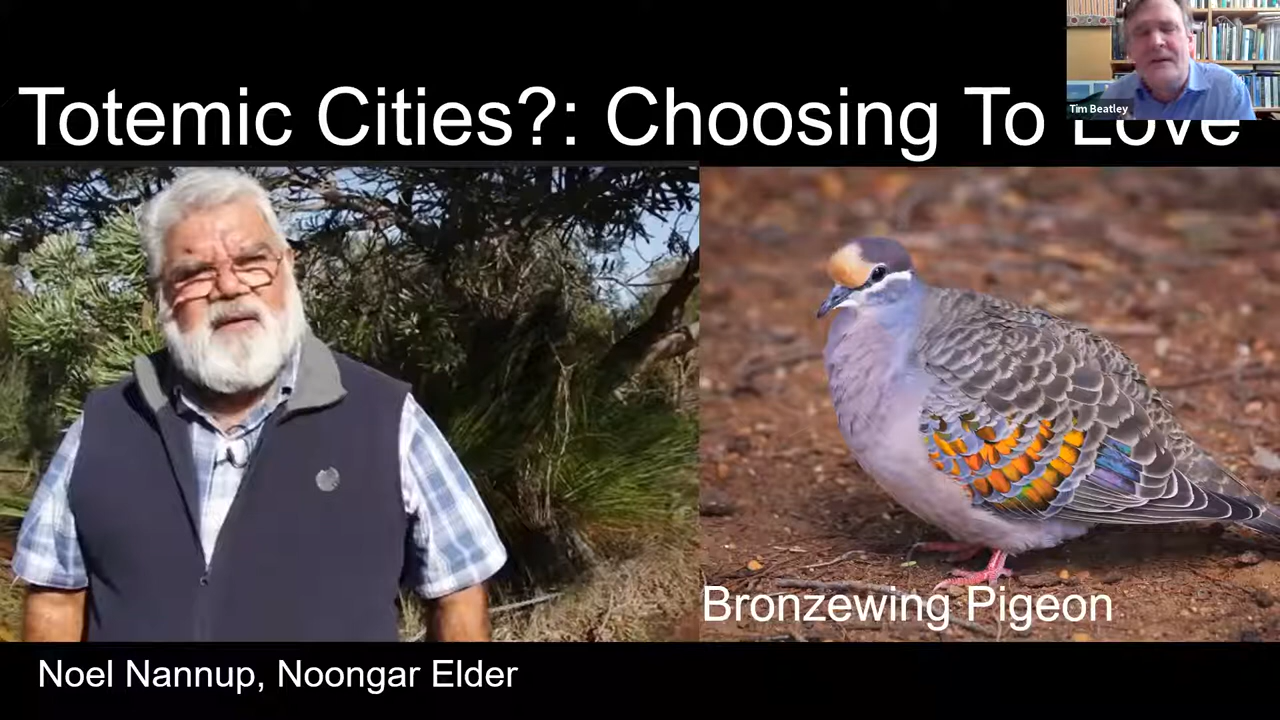 Totemic Cities?: Choosing To Love
Tim Beatley
Bronzewing Pigeon
Noel Nannup, Noongar Elder